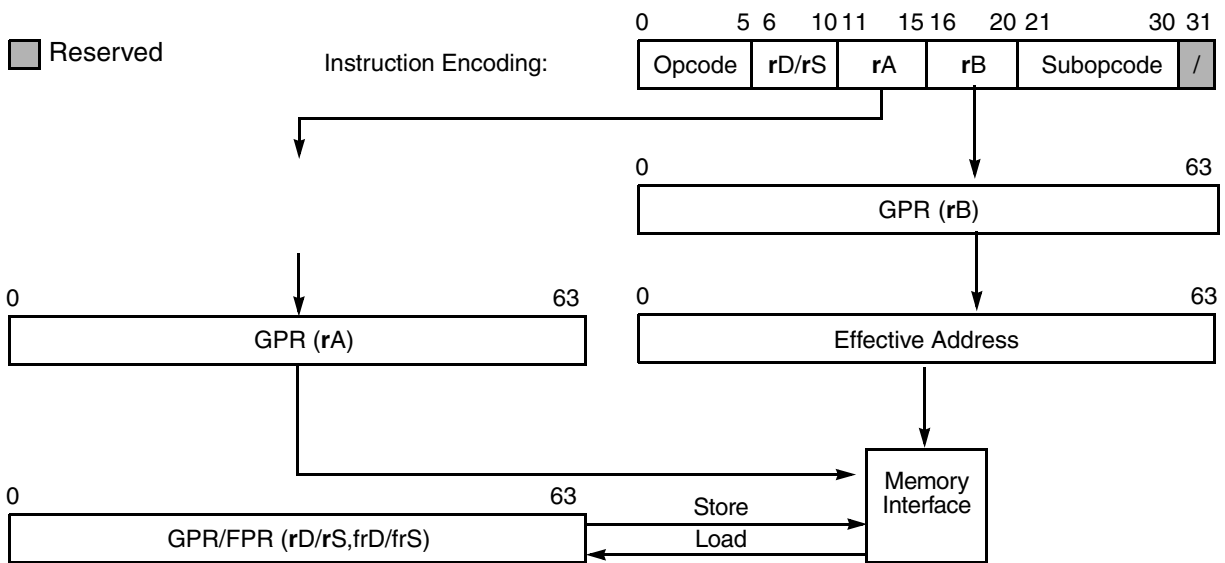 0 5 6 10 11 15 16 20 21 30 31
Reserved
Instruction Encoding:
Opcode rD/rS rA rB Subopcode /
0 63
GPR (rB)
0 63
GPR (rA)
0 63
Effective Address
0 63
GPR/FPR (rD/rS,frD/frS)
Store
Load
Memory
Interface